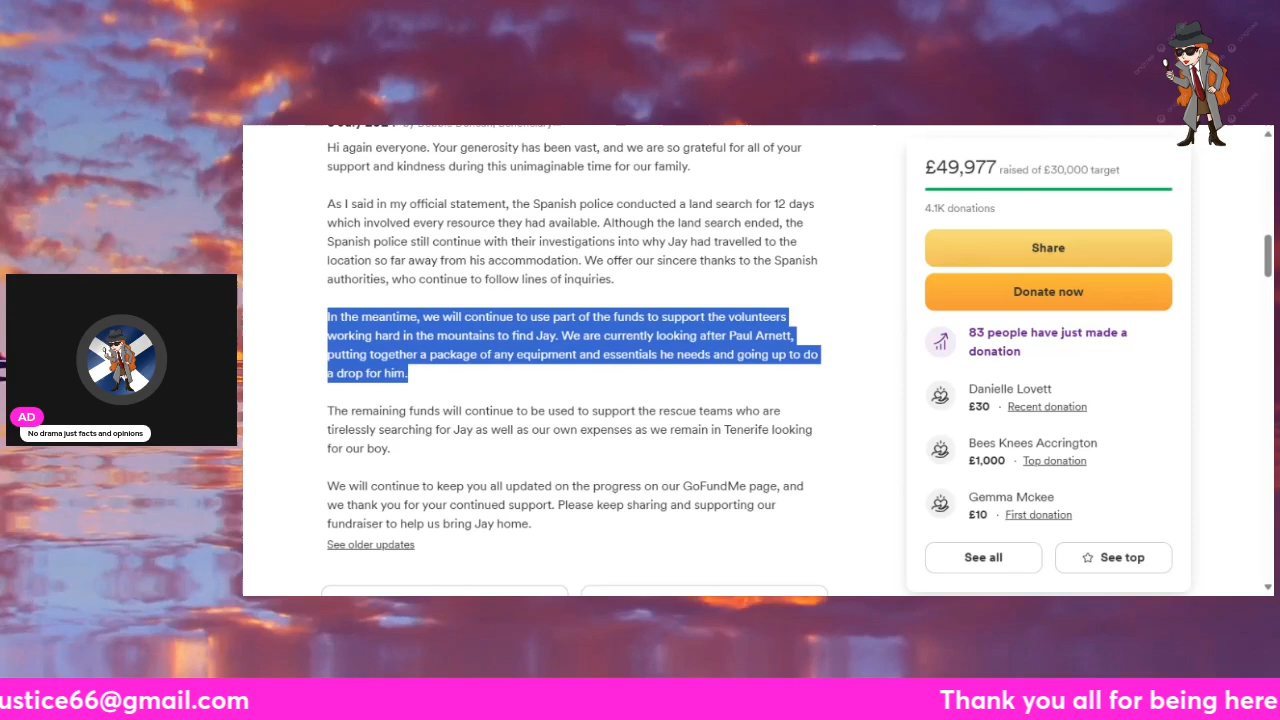 Hi again everyone. Your generosity has been vast, and we are so grateful for all of your
support and kindness during this unimaginable time for our family.
As I said in my official statement, the Spanish police conducted a land search for 12 days
which involved every resource they had available. Although the land search ended, the
Spanish police still continue with their investigations into why Jay had travelled to the
location so far away from his accommodation. We offer our sincere thanks to the Spanish
authorities, who continue to follow lines of inquiries.
In the meantime, we will continue to use part of the funds to support the volunteers
working hard in the mountains to find Jay. We are currently looking after Paul Arnett,
putting together a package of any equipment and essentials he needs and going up to do
a drop for him.
The remaining funds will continue to be used to support the rescue teams who are
tirelessly searching for Jay as well as our own expenses as we remain in Tenerife looking
for our boy.
We will continue to keep you all updated on the progress on our GoFundMe page, and
we thank you for your continued support. Please keep sharing and supporting our
fundraiser to help us bring Jay home.
See older updates
£49,977 raised of £30,000 target
4.1K donations
Share
Donate now
83 people have just made a
donation
Danielle Lovett
£30 · Recent donation
Bees Knees Accrington
£1,000 · Top donation
Gemma Mckee
£10 · First donation
See all
See top
AD
No drama just facts and opinions
ustice66@gmail.com
Thank you all for being here